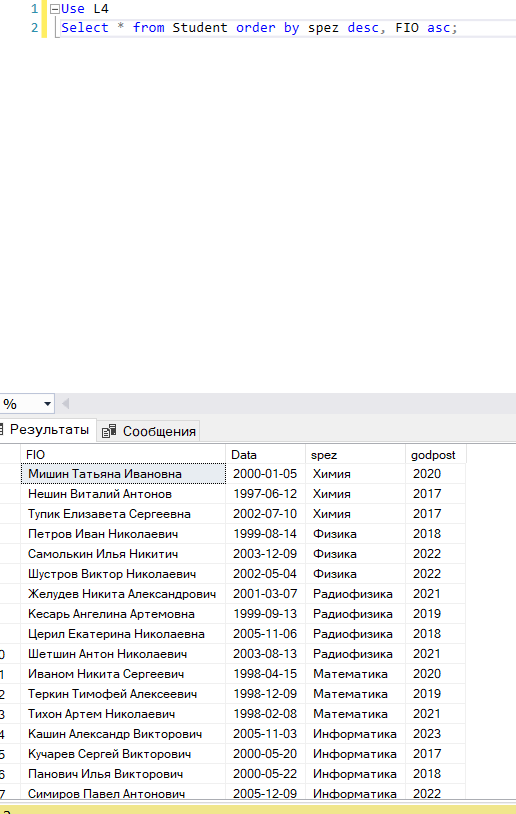 1 Use L4
2 Select * from Student order by spez desc, FIO asc;
%
Результаты Сообщения
FIO Data spez godpost
Мишин Татьяна Ивановна 2000-01-05 Химия 2020
Нешин Виталий Антонов 1997-06-12 Химия 2017
Тупик Елизавета Сергеевна 2002-07-10 Химия 2017
Петров Иван Николаевич 1999-08-14 Физика 2018
Самолькин Илья Никитич 2003-12-09 Физика 2022
Шустров Виктор Николаевич 2002-05-04 Физика 2022
Желудев Никита Александрович 2001-03-07 Радиофизика 2021
Кесарь Ангелина Артемовна 1999-09-13 Радиофизика 2019
Церил Екатерина Николаевна 2005-11-06 Радиофизика 2018
0 Шетшин Антон Николаевич 2003-08-13 Радиофизика 2021
1 Иваном Никита Сергеевич 1998-04-15 Математика 2020
2 Теркин Тимофей Алексеевич 1998-12-09 Математика 2019
3 Тихон Артем Николаевич 1998-02-08 Математика 2021
4 Кашин Александр Викторович 2005-11-03 Информатика 2023
5 Кучарев Сергей Викторович 2000-05-20 Информатика 2017
6 Панович Илья Викторович 2000-05-22 Информатика 2018
7 Симиров Павел Антонович 2005-12-09 Информатика 2022